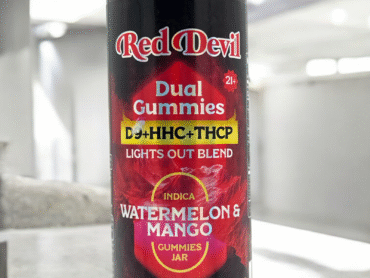 Red Devil
21+
Dual
Gummies
D9+HHC+THCP
LIGHTS OUT BLEND
INDICA
WATERMELON &
MANGO
GUMMIES
JAR